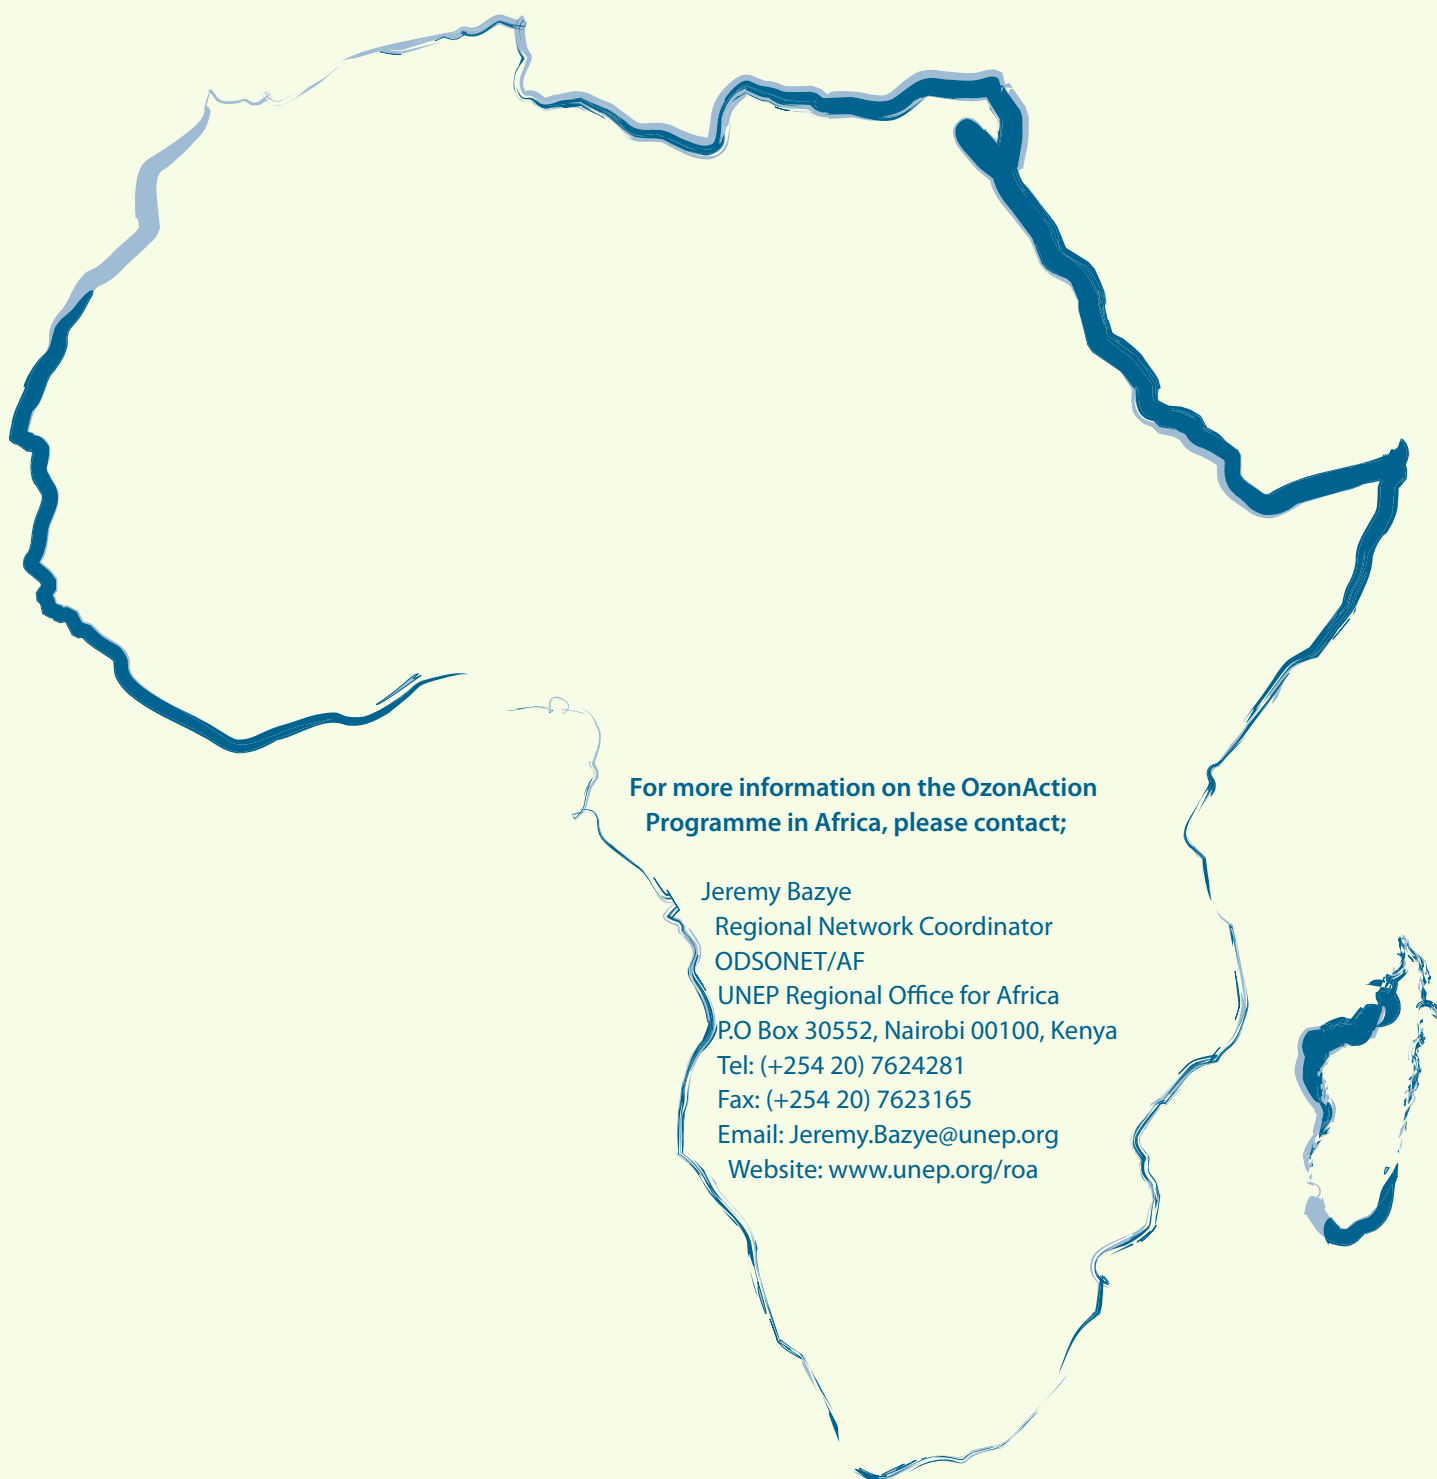 For more information on the OzonAction
Programme in Africa, please contact;
Jeremy Bazye
Regional Network Coordinator
ODSONET/AF
UNEP Regional Office for Africa
P.O Box 30552, Nairobi 00100, Kenya
Tel: (+254 20) 7624281
Fax: (+254 20) 7623165
Email: Jeremy.Bazye@unep.org
Website: www.unep.org/roa